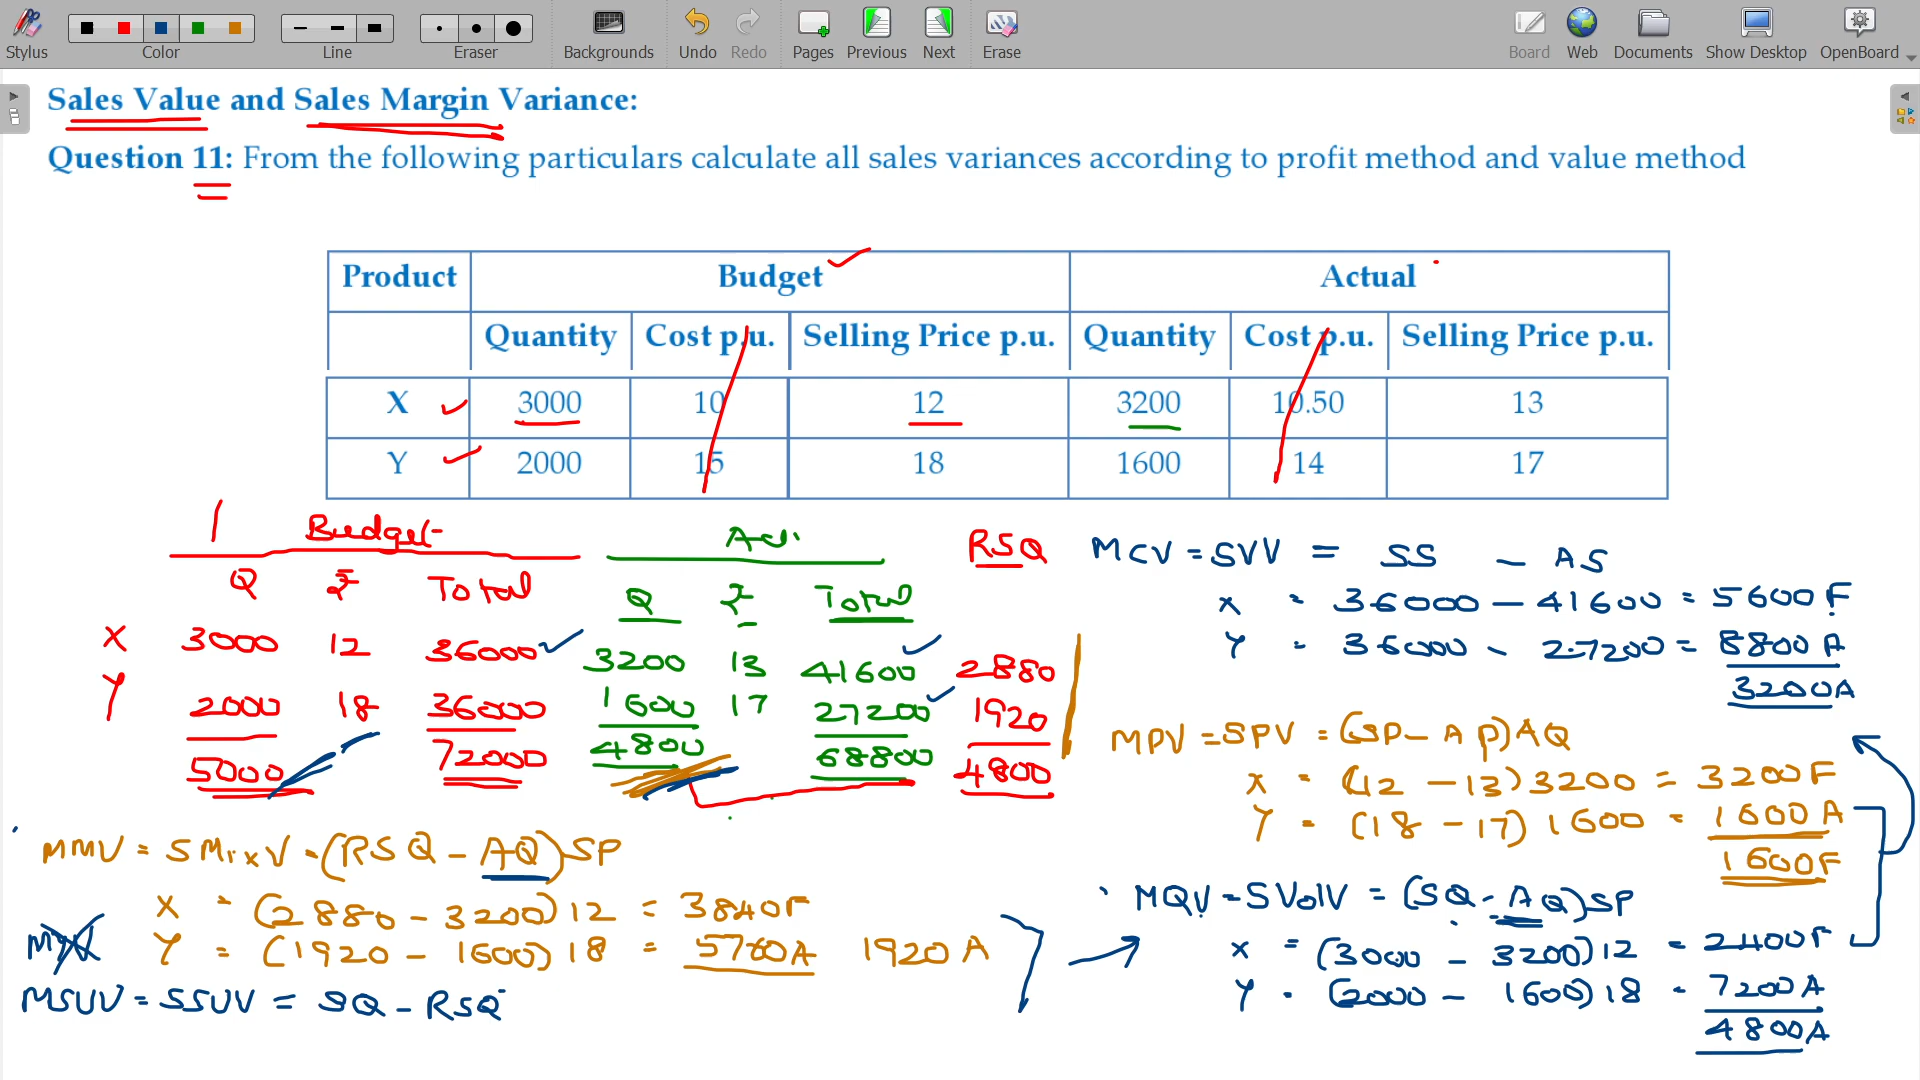 Stylus
Color
Line
Eraser
Backgrounds
Undo
Redo
Pages
Previous
Next
Erase
Board
Web
Documents
Show Desktop
OpenBoard
Sales Value and Sales Margin Variance:
Question 11: From the following particulars calculate all sales variances according to profit method and value method
Product Budget Actual
Quantity Cost p.u. Selling Price p.u. Quantity Cost p.u. Selling Price p.u.
X 3000 10 12 3200 10.50 13
Y 2000 15 18 1600 14 17
Budget
Q ₹ Total
X 3000 12 36000
Y 2000 18 36000
5000 72000
Q ₹ Total
3200 13 41600
1600 17 27200
4800 68800
RSQ
2880
1920
4800
MCV = SVV = SS - AS
X = 36000 - 41600 = 5600 F
Y = 36000 - 27200 = 8800 A
3200A
MPV = SPV = (SP - AP) AQ
X = (12 - 13) 3200 = 3200 F
Y = (18 - 17) 1600 = 1600 A
1600F
MMV = SMixV = (RSQ - AQ) SP
X = (2880 - 3200) 12 = 3840F
Y = (1920 - 1600) 18 = 5760A 1920 A
MSUV = SSUV = SQ - RSQ
MQV = SVolV = (SQ - AQ) SP
X = (3000 - 3200) 12 = 2400F
Y = (2000 - 1600) 18 = 7200A
4800A